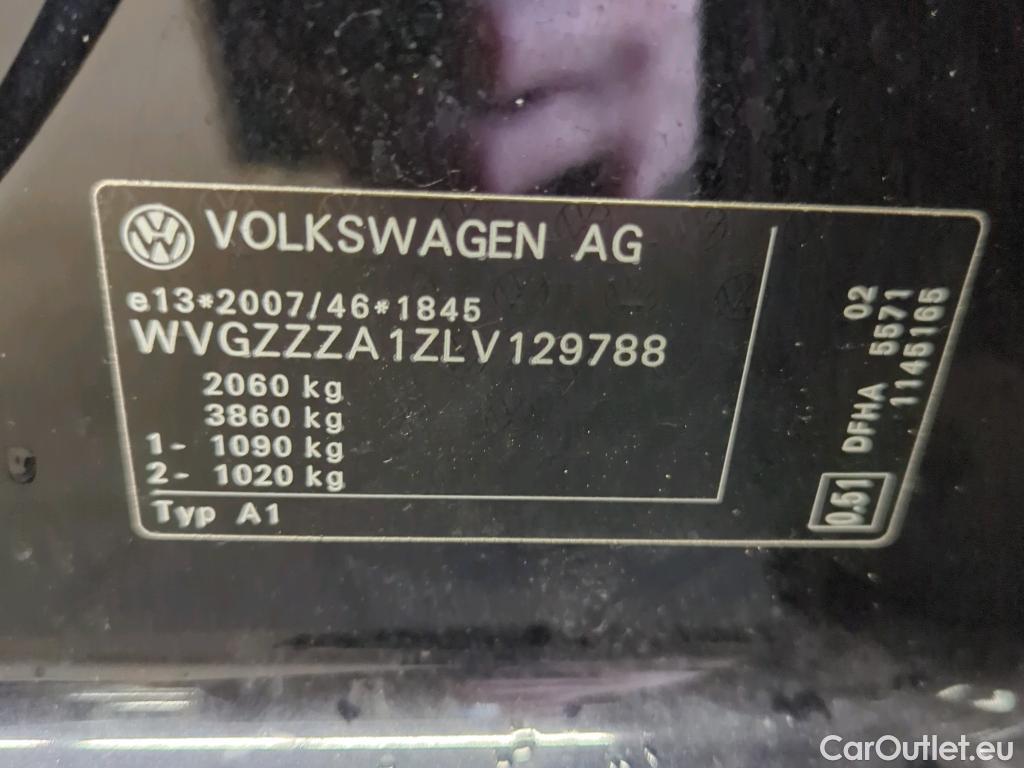 VOLKSWAGEN AG
e13*2007/46*1845
WVGZZZA1ZLV129788
2060 kg
3860 kg
1- 1090 kg
2- 1020 kg
Typ A1
0.51
DFHA 02
5571
1145165
CarOutlet.eu